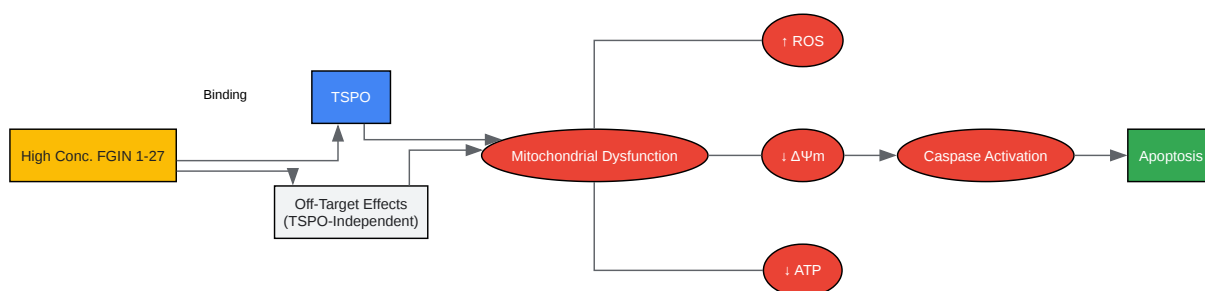 ↑ ROS
Binding
TSPO
High Conc. FGIN 1-27
Mitochondrial Dysfunction
↓ ΔΨm
Caspase Activation
Apoptosis
Off-Target Effects
(TSPO-Independent)
↓ ATP